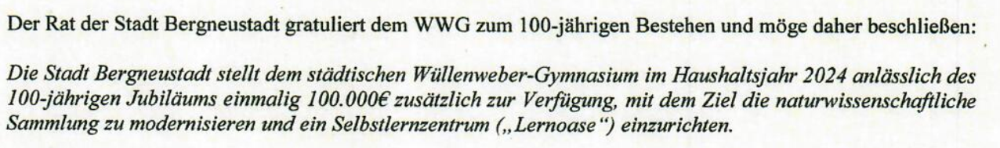 Der Rat der Stadt Bergneustadt gratuliert dem WWG zum 100-jährigen Bestehen und möge daher beschließen:
Die Stadt Bergneustadt stellt dem städtischen Wüllenweber-Gymnasium im Haushaltsjahr 2024 anlässlich des
100-jährigen Jubiläums einmalig 100.000€ zusätzlich zur Verfügung, mit dem Ziel die naturwissenschaftliche
Sammlung zu modernisieren und ein Selbstlernzentrum („Lernoase“) einzurichten.